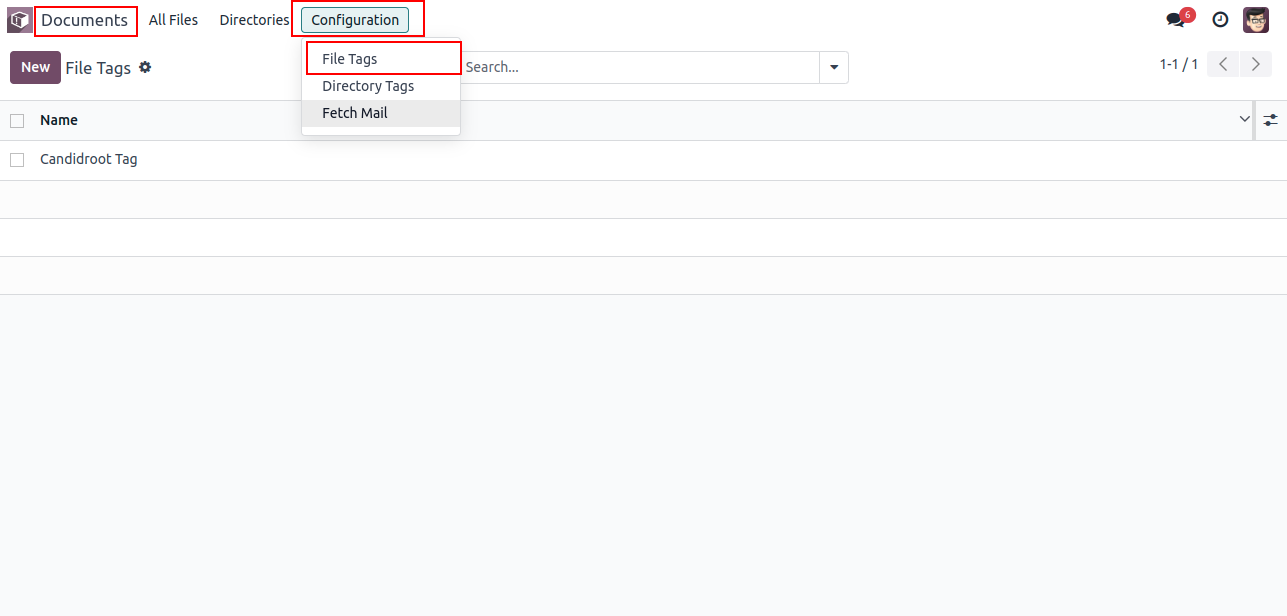 Documents All Files Directories Configuration 6
New File Tags Search... 1-1 / 1
File Tags
Directory Tags
Fetch Mail
Name
Candidroot Tag